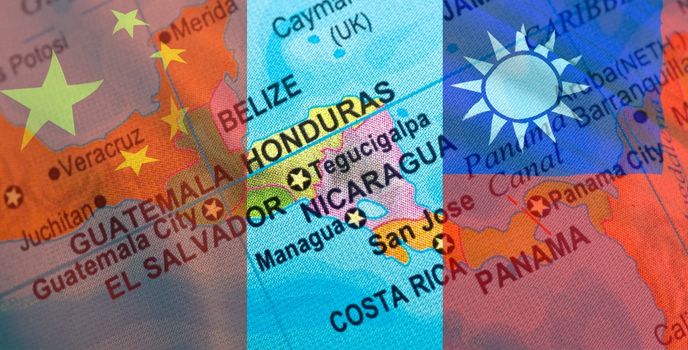 Potosi
Merida
Cayman
(UK)
JAMA
CARIBBE
Aruba(NETH.)
Barranquilla
BELIZE
HONDURAS
Tegucigalpa
Veracruz
Juchitan
GUATEMALA
Guatemala City
EL SALVADOR
NICARAGUA
Managua
San Jose
COSTA RICA
Panama
Canal
Panama City
PANAMA